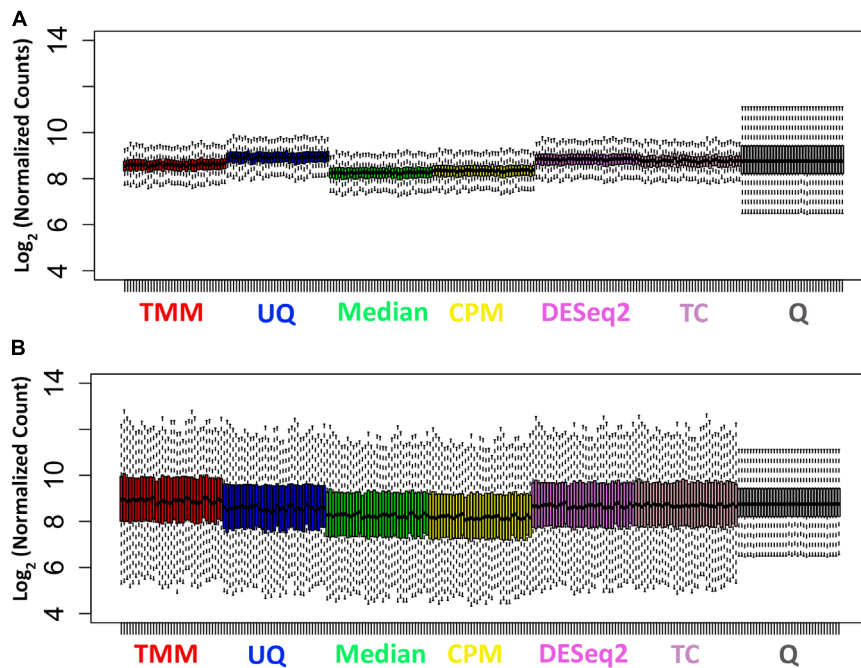 A
Log2 (Normalized Counts)
14
10
8
6
4
TMM UQ Median CPM DESeq2 TC Q
B
Log2 (Normalized Count)
14
10
8
6
4
TMM UQ Median CPM DESeq2 TC Q